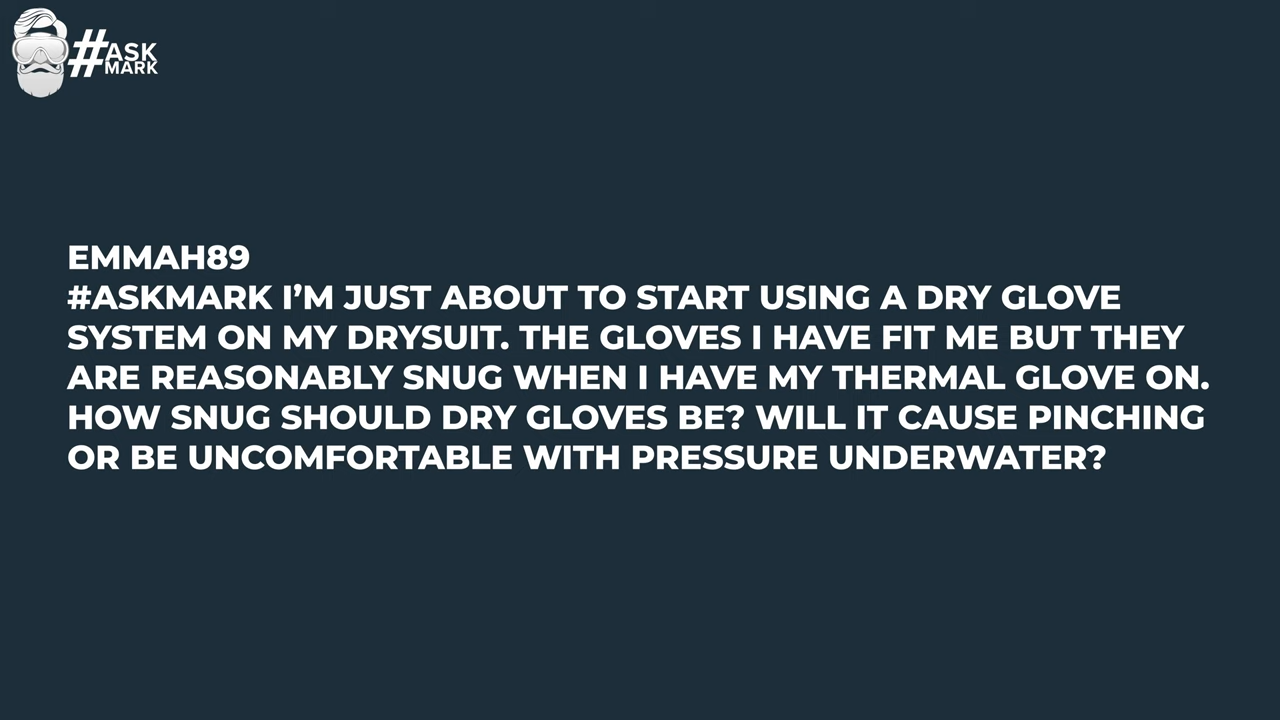 #ASK
MARK
EMMAH89
#ASKMARK I’M JUST ABOUT TO START USING A DRY GLOVE
SYSTEM ON MY DRYSUIT. THE GLOVES I HAVE FIT ME BUT THEY
ARE REASONABLY SNUG WHEN I HAVE MY THERMAL GLOVE ON.
HOW SNUG SHOULD DRY GLOVES BE? WILL IT CAUSE PINCHING
OR BE UNCOMFORTABLE WITH PRESSURE UNDERWATER?